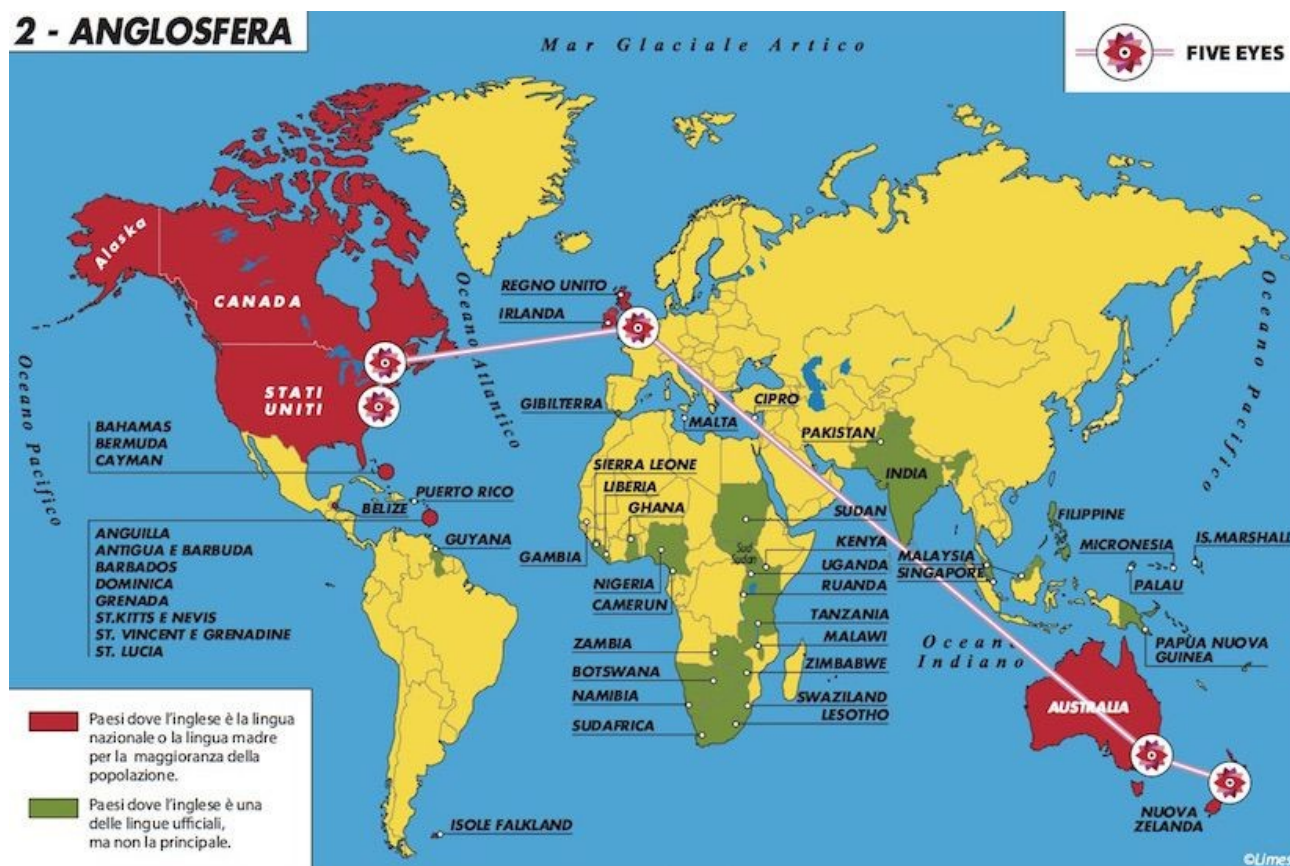 2 - ANGLOSFERA
Mar Glaciale Artico
FIVE EYES
Alaska
CANADA
STATI
UNITI
Oceano Pacifico
Oceano Atlantico
Oceano Pacifico
REGNO UNITO
IRLANDA
GIBILTERRA
MALTA
CIPRO
PAKISTAN
INDIA
BAHAMAS
BERMUDA
CAYMAN
BELIZE
PUERTO RICO
GUYANA
ANGUILLA
ANTIGUA E BARBUDA
BARBADOS
DOMINICA
GRENADA
ST.KITTS E NEVIS
ST. VINCENT E GRENADINE
ST. LUCIA
SIERRA LEONE
LIBERIA
GHANA
GAMBIA
NIGERIA
CAMERUN
SUDAN
Sud
Sudan
KENYA
UGANDA
RUANDA
TANZANIA
MALAWI
ZAMBIA
ZIMBABWE
BOTSWANA
NAMIBIA
SWAZILAND
SUDAFRICA
LESOTHO
FILIPPINE
MALAYSIA
SINGAPORE
MICRONESIA
IS.MARSHALL
PALAU
PAPUA NUOVA
GUINEA
Oceano
Indiano
AUSTRALIA
NUOVA
ZELANDA
ISOLE FALKLAND
Paesi dove l'inglese è la lingua
nazionale o la lingua madre
per la maggioranza della
popolazione.
Paesi dove l'inglese è una
delle lingue ufficiali,
ma non la principale.
©Limes